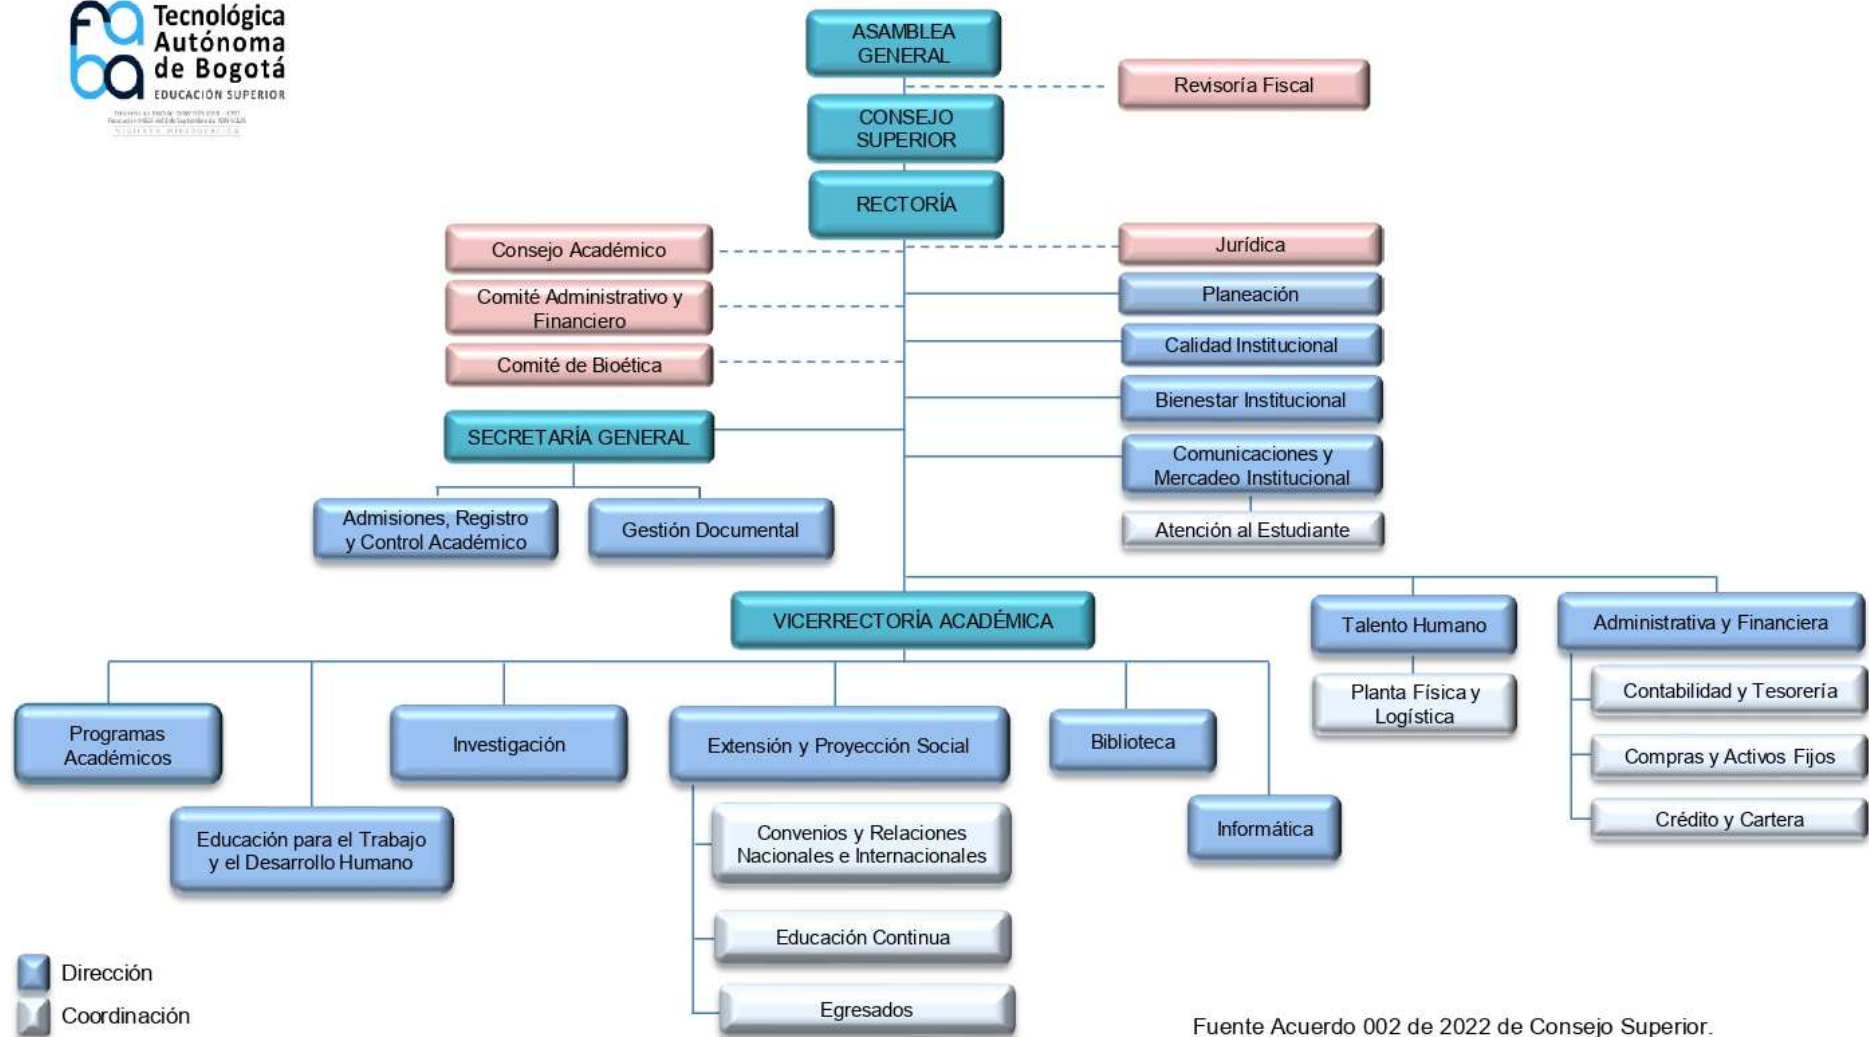 Tecnológica
Autónoma
de Bogotá
EDUCACIÓN SUPERIOR
ASAMBLEA
GENERAL
Revisoría Fiscal
CONSEJO
SUPERIOR
RECTORÍA
Consejo Académico
Jurídica
Comité Administrativo y
Financiero
Planeación
Calidad Institucional
Comité de Bioética
Bienestar Institucional
SECRETARÍA GENERAL
Comunicaciones y
Mercadeo Institucional
Admisiones, Registro
y Control Académico
Gestión Documental
Atención al Estudiante
VICERRECTORÍA ACADÉMICA
Talento Humano
Administrativa y Financiera
Planta Física y
Logística
Contabilidad y Tesorería
Compras y Activos Fijos
Crédito y Cartera
Programas
Académicos
Investigación
Extensión y Proyección Social
Biblioteca
Educación para el Trabajo
y el Desarrollo Humano
Informática
Convenios y Relaciones
Nacionales e Internacionales
Educación Continua
Egresados
Dirección
Coordinación
Fuente Acuerdo 002 de 2022 de Consejo Superior.